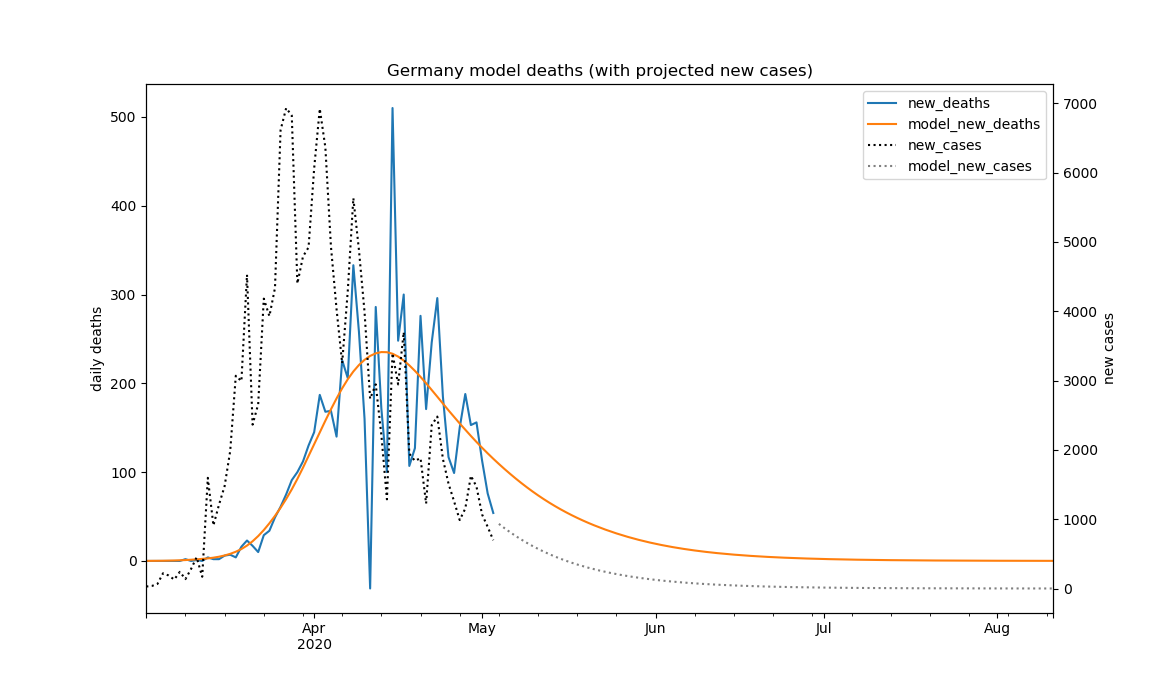 Germany model deaths (with projected new cases)
new_deaths
model_new_deaths
new_cases
model_new_cases
daily deaths
500
400
300
200
100
0
7000
6000
5000
4000
3000
2000
1000
0
new cases
Apr
2020
May
Jun
Jul
Aug